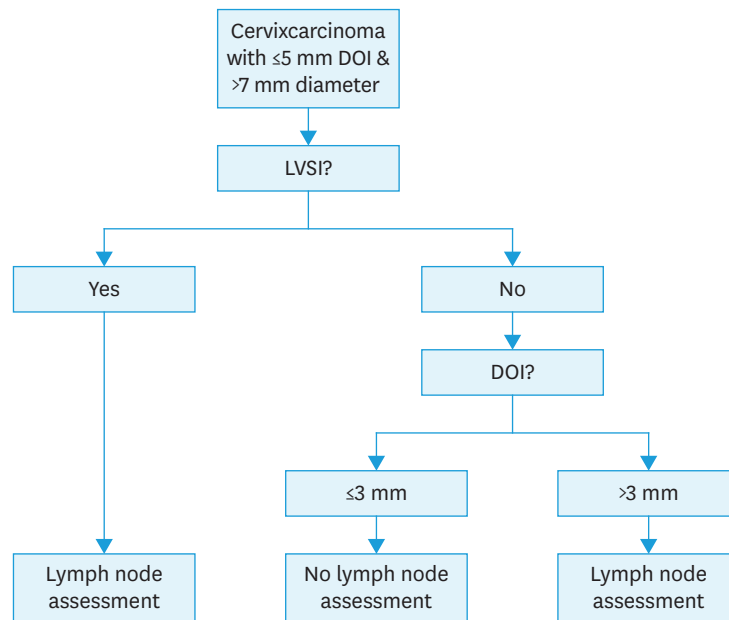 Cervixcarcinoma
with ≤5 mm DOI &
>7 mm diameter
LVSI?
Yes
No
DOI?
≤3 mm
>3 mm
Lymph node
assessment
No lymph node
assessment
Lymph node
assessment